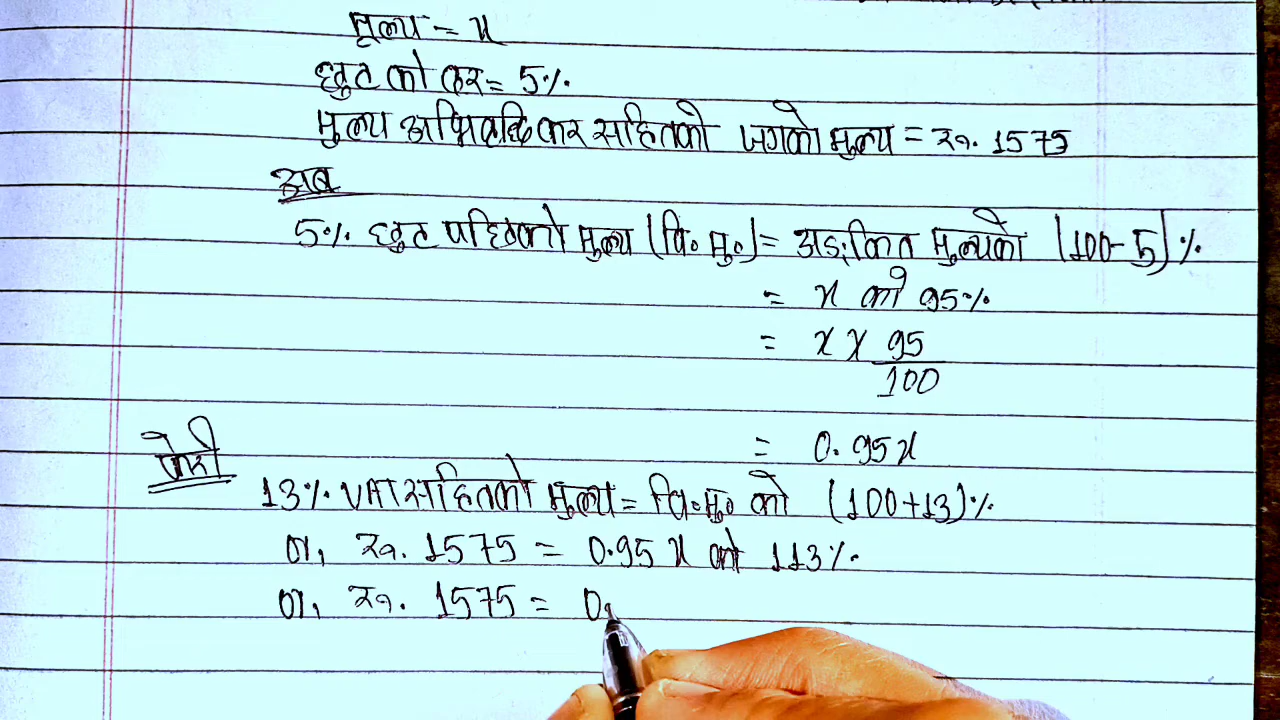 मूल्य = x
छुट को दर = 5%
मुल्य अभिवृद्धि कर सहितको जगको मुल्य = रु. 1575
अब
5% छुट पछिको मुल्य (वि॰ मु॰) = अङ्कित मुल्यको (100-5)%
= x को 95%
= x × 95/100
= 0.95x
फेरी
13% VAT सहितको मुल्य = वि॰मु॰ को (100+13)%
or, रु. 1575 = 0.95x को 113%
or, रु. 1575 = 0.